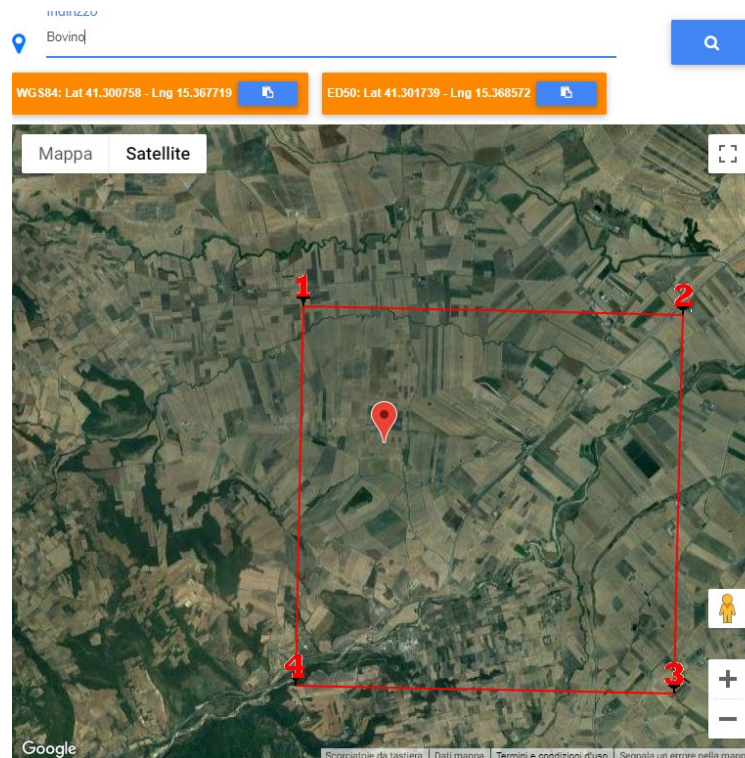 Indirizzo
Bovino
WGS84: Lat 41.300758 - Lng 15.367719
ED50: Lat 41.301739 - Lng 15.368572
Mappa Satellite
1
2
4
3
+
−
Google
Scorciatoie da tastiera Dati mappa Termini e condizioni d'uso Segnala un errore nella mappa